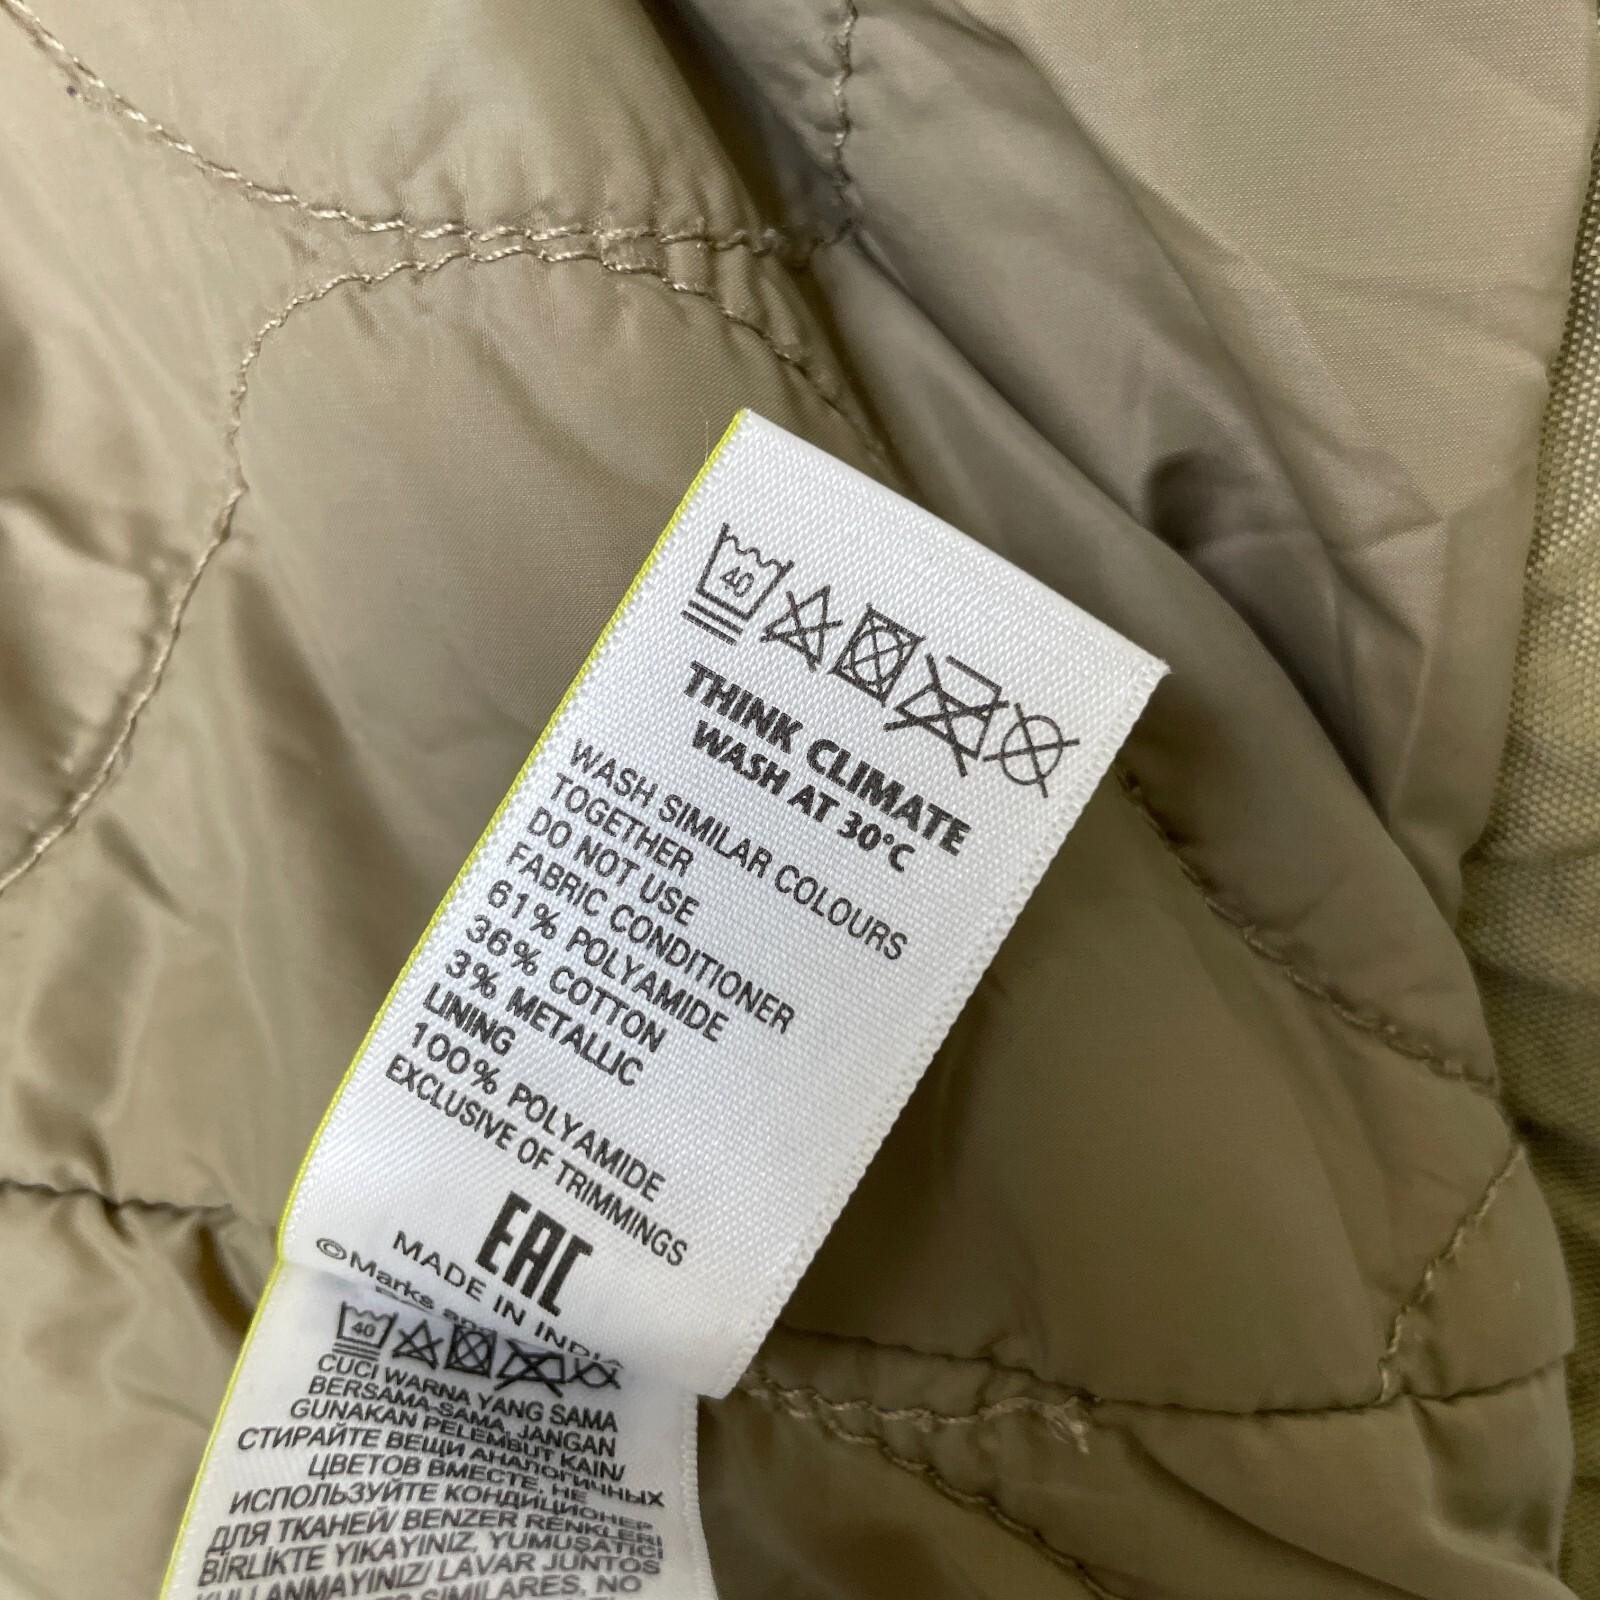 40
THINK CLIMATE
WASH AT 30°C
WASH SIMILAR COLOURS
TOGETHER
DO NOT USE
FABRIC CONDITIONER
61% POLYAMIDE
36% COTTON
3% METALLIC
LINING
100% POLYAMIDE
EXCLUSIVE OF TRIMMINGS
EAC
MADE IN INDIA
©Marks
40
CUCI WARNA YANG SAMA
BERSAMA-SAMA, JANGAN
GUNAKAN PELEMBUT KAIN/
СТИРАЙТЕ ВЕЩИ АНАЛОГИЧНЫХ
ЦВЕТОВ ВМЕСТЕ, НЕ
ИСПОЛЬЗУЙТЕ КОНДИЦИОНЕР
ДЛЯ ТКАНЕЙ/ BENZER RENKLERİ
BİRLİKTE YIKAYINIZ, YUMUŞATICI
KULLANMAYINIZ/ LAVAR JUNTOS
SIMILARES, NO